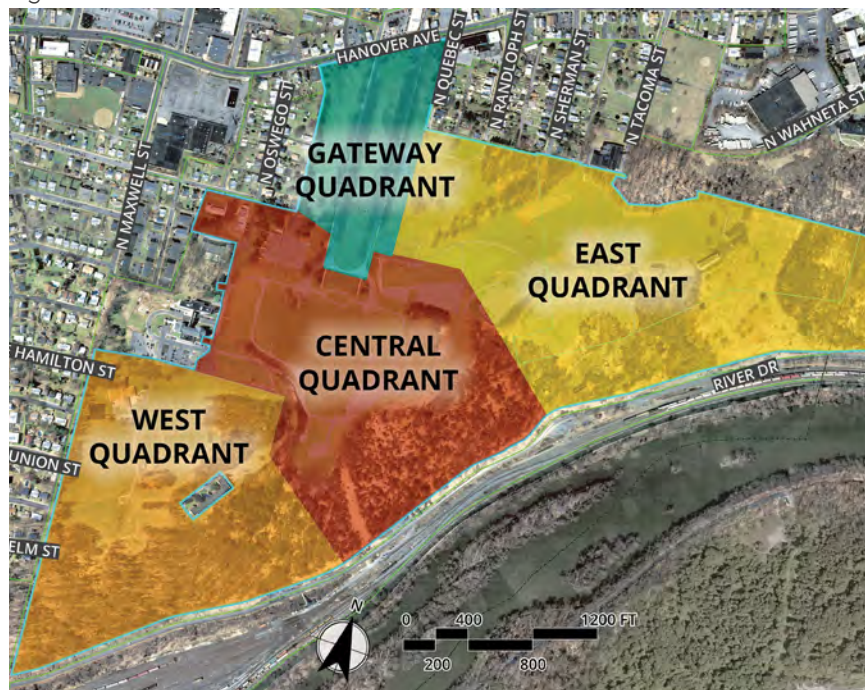 HANOVER AVE
N QUEBEC ST
N RANDLOPH ST
N SHERMAN ST
N TACOMA ST
N WAHNETA ST
N OSWEGO ST
N MAXWELL ST
GATEWAY
QUADRANT
EAST
QUADRANT
CENTRAL
QUADRANT
HAMILTON ST
RIVER DR
WEST
QUADRANT
UNION ST
ELM ST
N
0 400 1200 FT
200 800